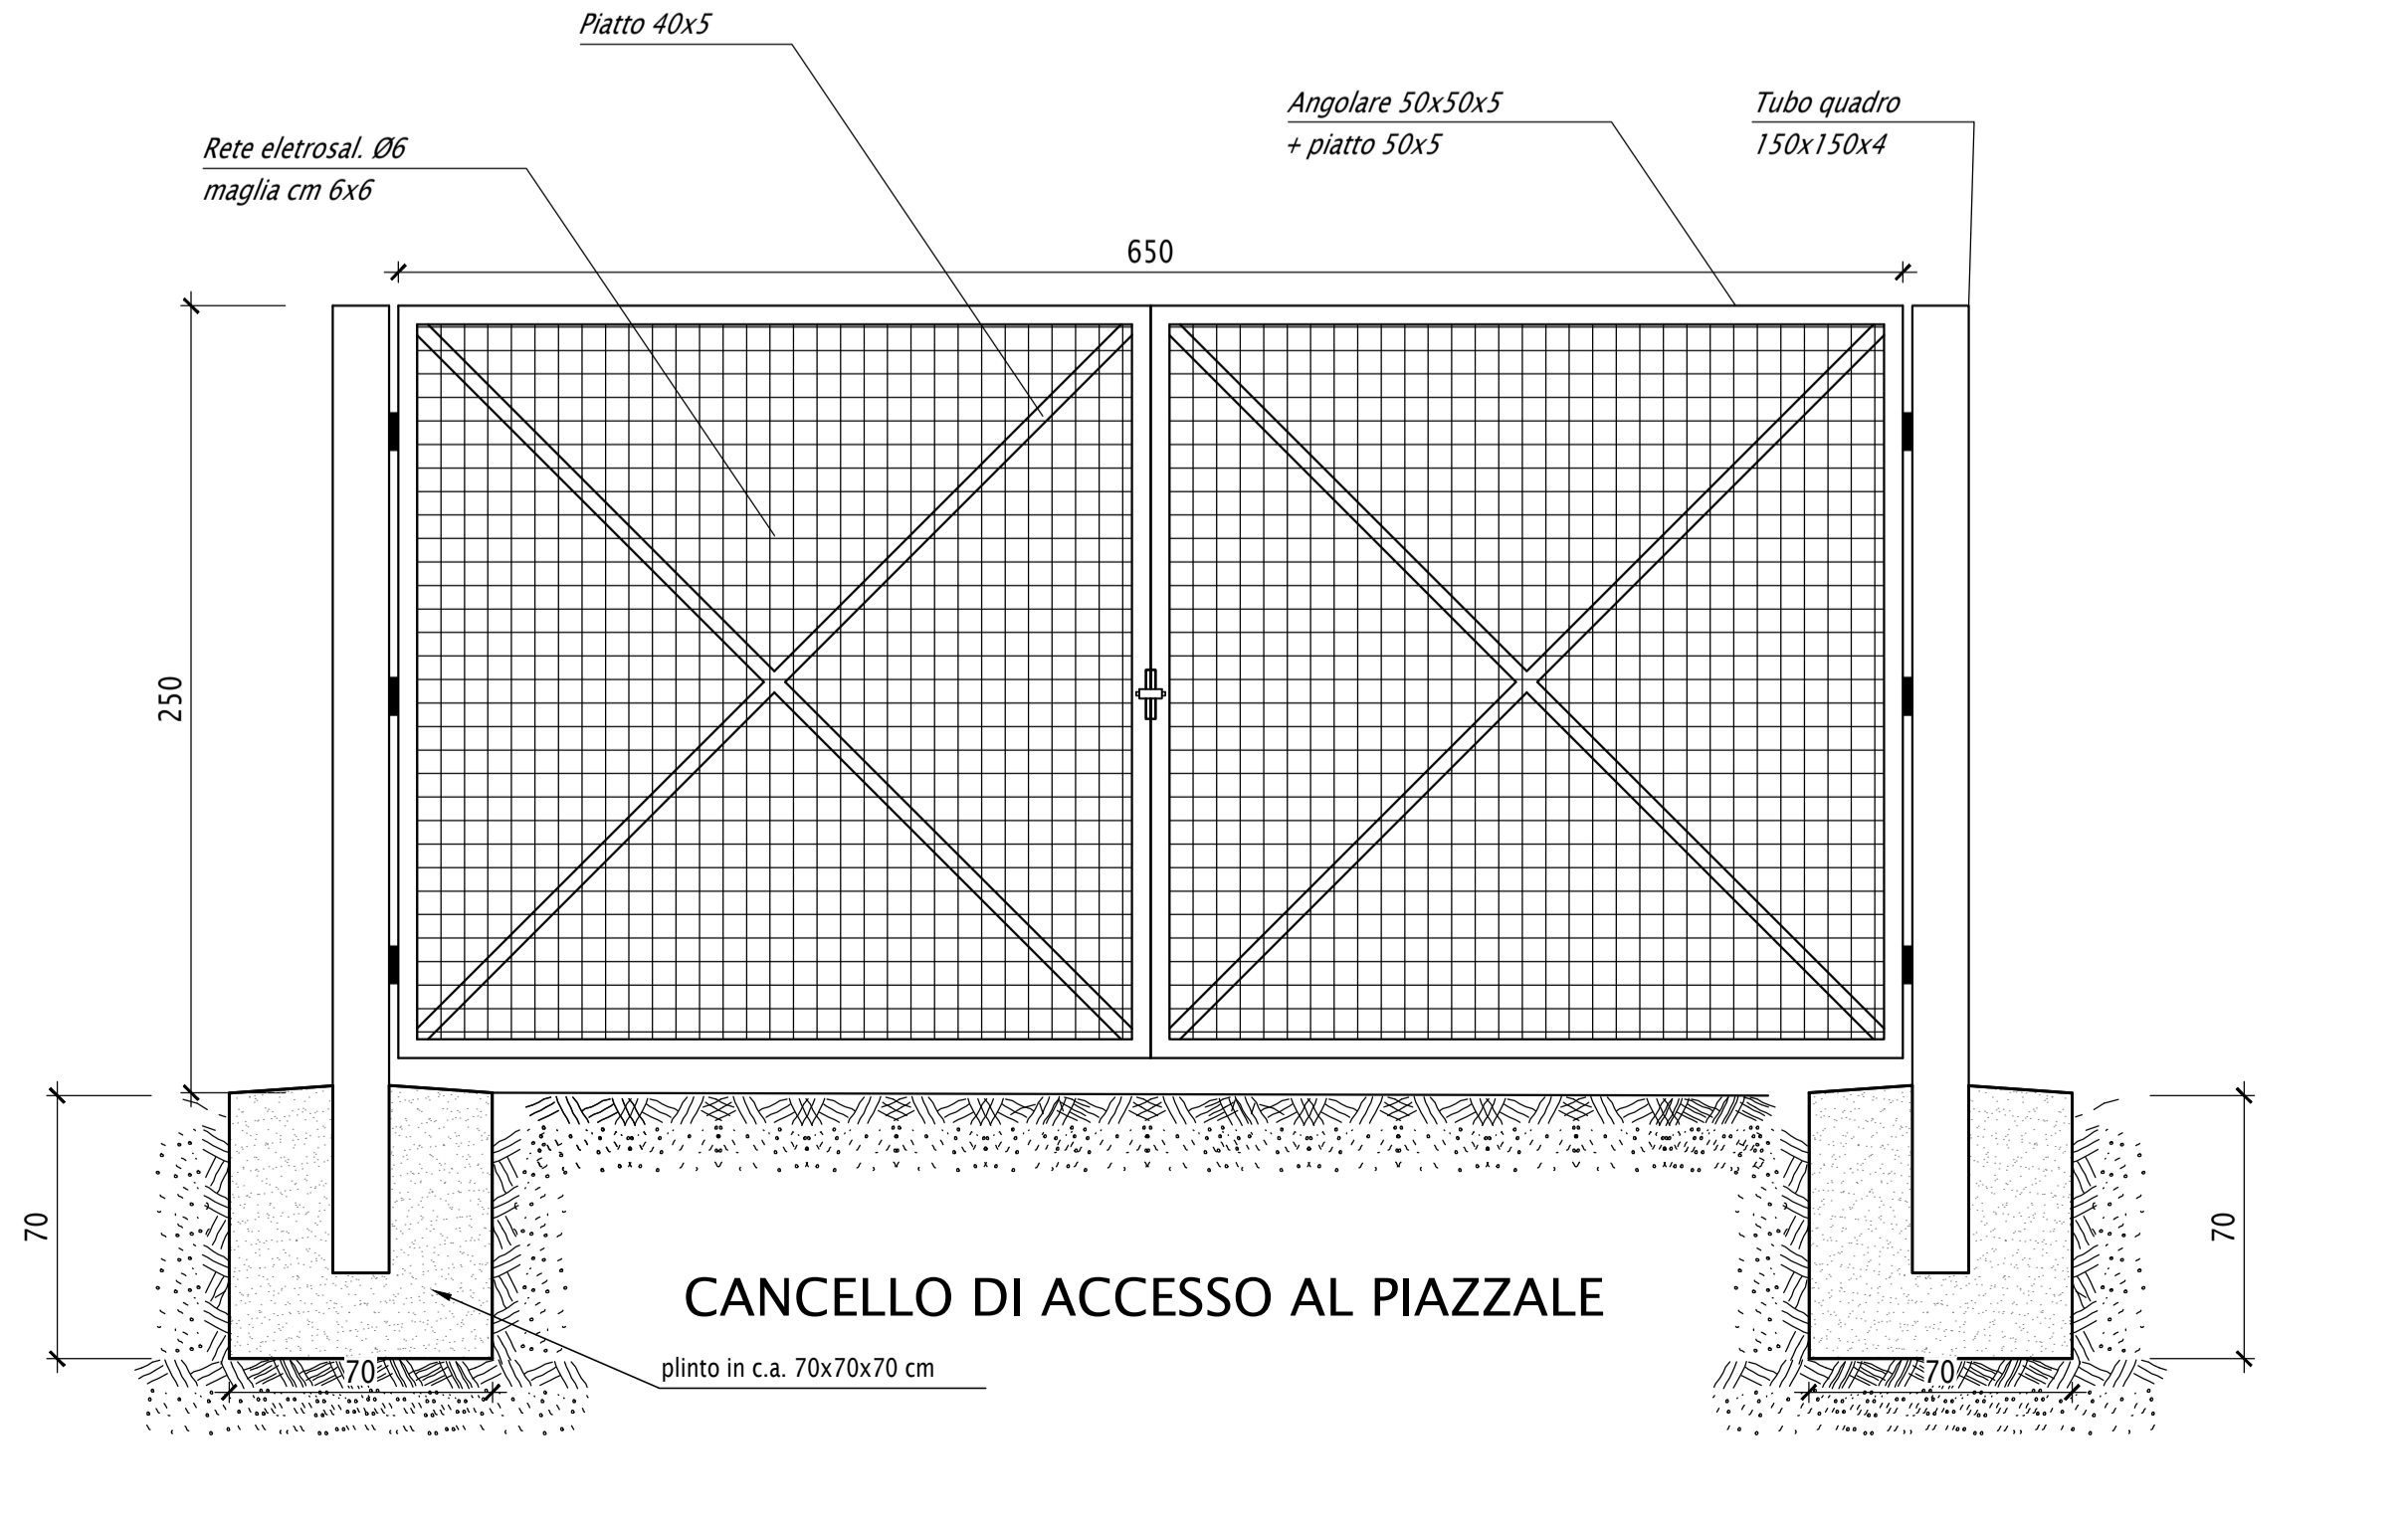 Piatto 40x5
Angolare 50x50x5
+ piatto 50x5
Tubo quadro
150x150x4
Rete eletrosal. Ø6
maglia cm 6x6
650
250
70
70
CANCELLO DI ACCESSO AL PIAZZALE
plinto in c.a. 70x70x70 cm
70
70